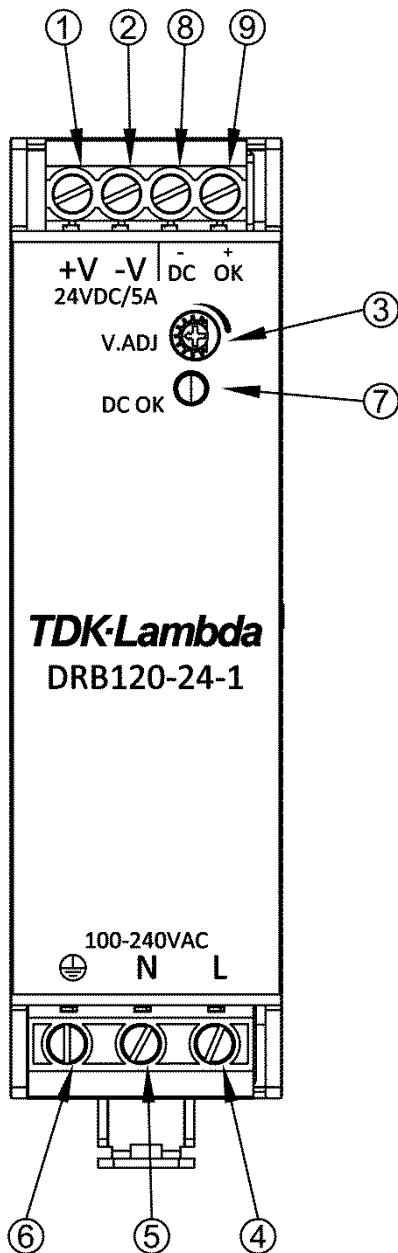 ① ② ⑧ ⑨
+V -V - DC + OK
24VDC/5A
V.ADJ ③
DC OK ⑦
TDK·Lambda
DRB120-24-1
100-240VAC
N L
⑥ ⑤ ④